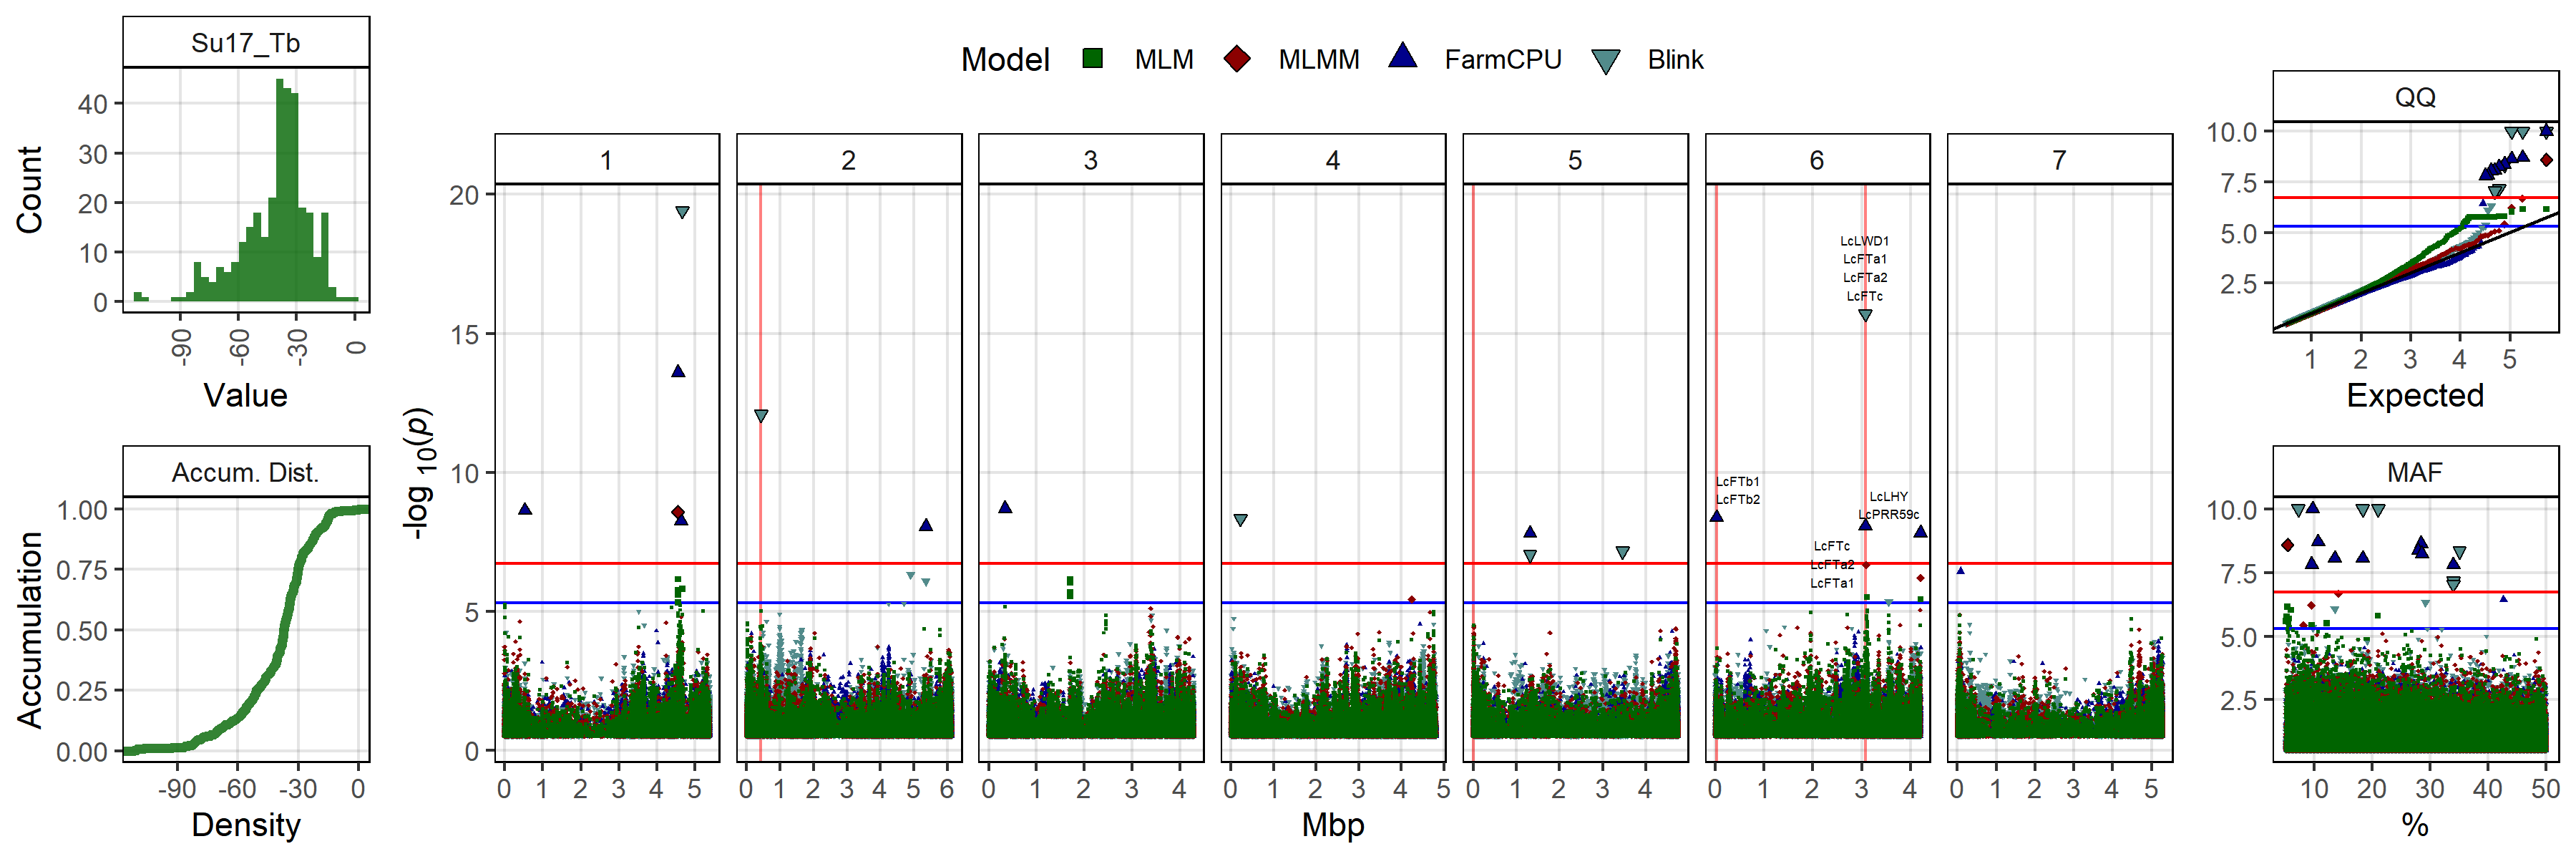 Su17_Tb
Count
40
30
20
10
0
-90 -60 -30 0
Value
Accum. Dist.
Accumulation
1.00
0.75
0.50
0.25
0.00
-90 -60 -30 0
Density
Model MLM MLMM FarmCPU Blink
1 2 3 4 5 6 7
-log 10(p)
20
15
10
5
0
LcLWD1
LcFTa1
LcFTa2
LcFTc
LcFTb1
LcFTb2
LcLHY
LcPRR59c
LcFTc
LcFTa2
LcFTa1
0 1 2 3 4 5 0 1 2 3 4 5 6 0 1 2 3 4 0 1 2 3 4 5 0 1 2 3 4 0 1 2 3 4 0 1 2 3 4 5
Mbp
QQ
10.0
7.5
5.0
2.5
1 2 3 4 5
Expected
MAF
10.0
7.5
5.0
2.5
10 20 30 40 50
%